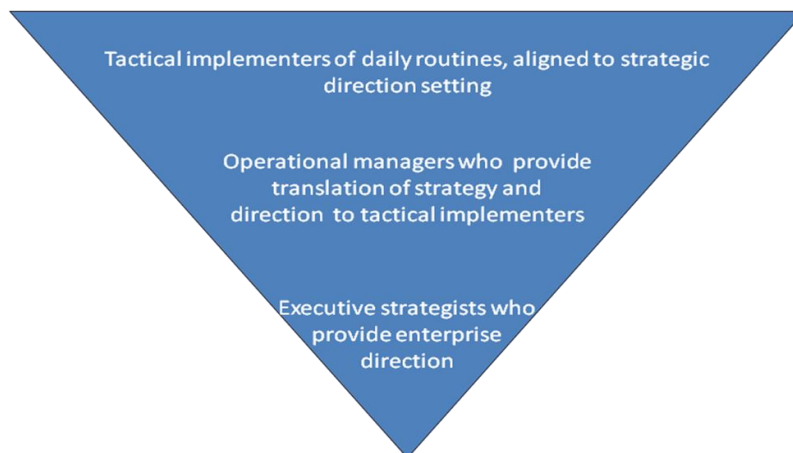 Tactical implementers of daily routines, aligned to strategic
direction setting
Operational managers who provide
translation of strategy and
direction to tactical implementers
Executive strategists who
provide enterprise
direction